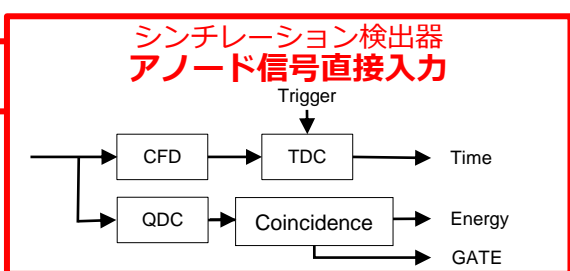 シンチレーション検出器
アノード信号直接入力
Trigger
CFD
TDC
Time
QDC
Coincidence
Energy
GATE